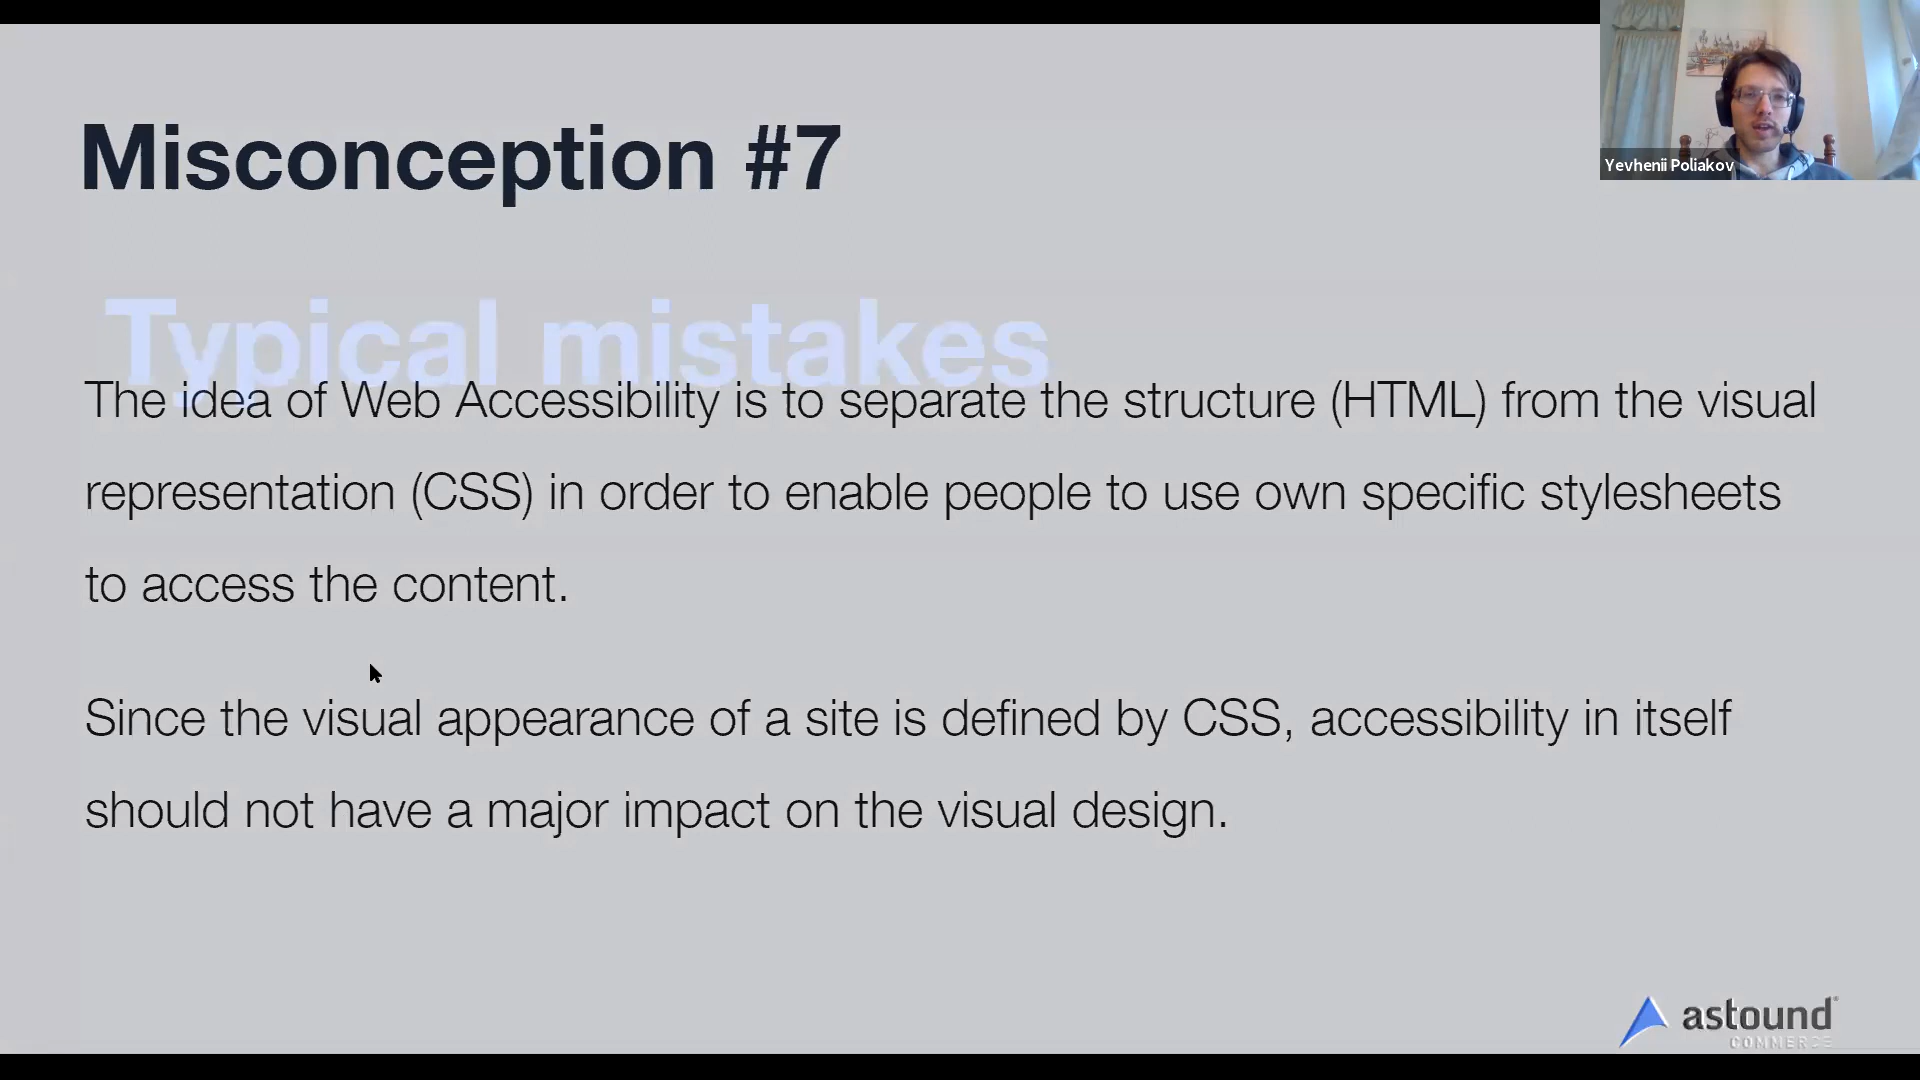 Misconception #7
Yevhenii Poliakov
Typical mistakes
The idea of Web Accessibility is to separate the structure (HTML) from the visual
representation (CSS) in order to enable people to use own specific stylesheets
to access the content.
Since the visual appearance of a site is defined by CSS, accessibility in itself
should not have a major impact on the visual design.
astound
COMMERCE